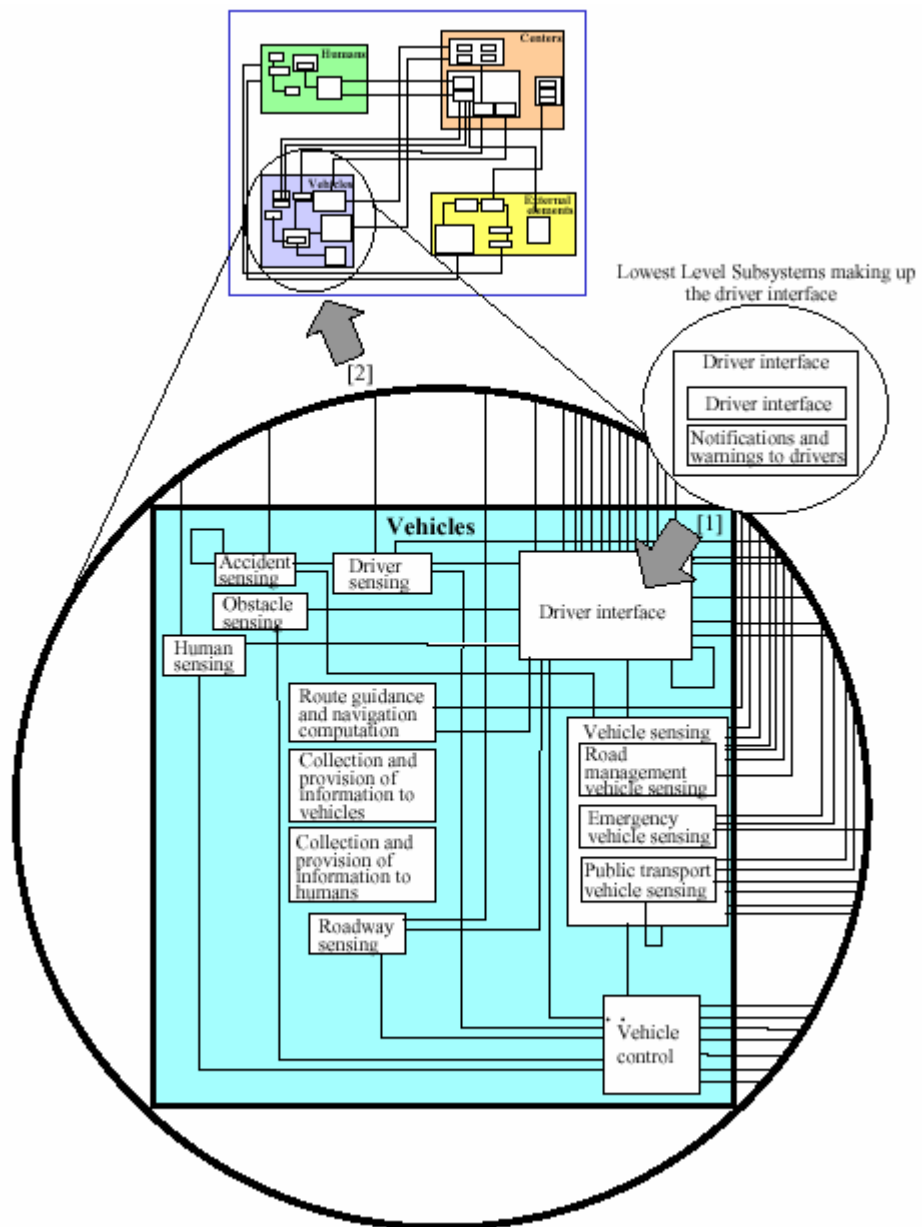 Humans
Centers
Vehicles
External
elements
Lowest Level Subsystems making up
the driver interface
[2]
Driver interface
Driver interface
Notifications and
warnings to drivers
Vehicles
[1]
Accident
sensing
Driver
sensing
Driver interface
Obstacle
sensing
Human
sensing
Route guidance
and navigation
computation
Vehicle sensing
Road
management
vehicle sensing
Collection and
provision of
information to
vehicles
Emergency
vehicle sensing
Collection and
provision of
information to
humans
Public transport
vehicle sensing
Roadway
sensing
Vehicle
control